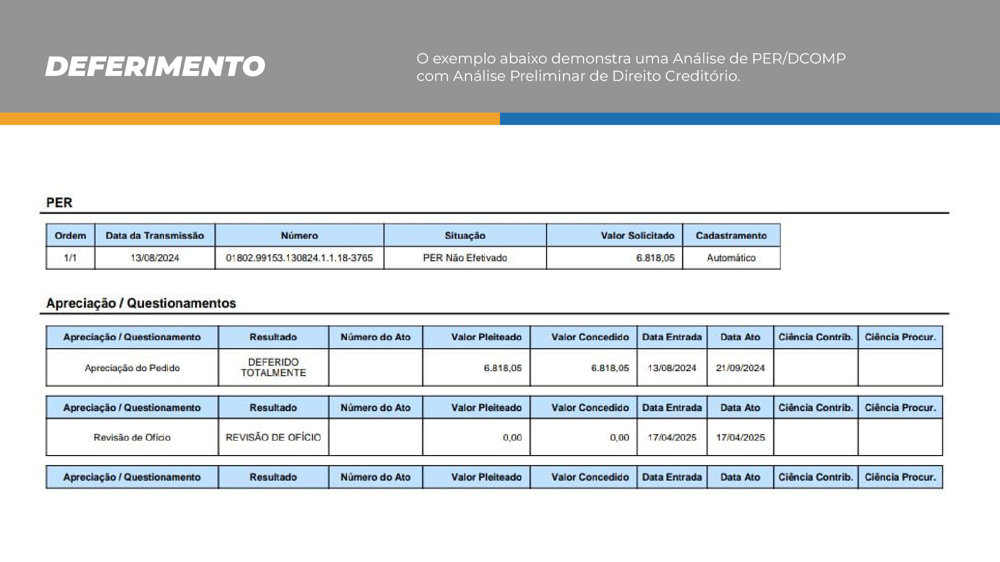 DEFERIMENTO
O exemplo abaixo demonstra uma Análise de PER/DCOMP
com Análise Preliminar de Direito Creditório.
PER
Ordem Data da Transmissão Número Situação Valor Solicitado Cadastramento
1/1 13/08/2024 01802.99153.130824.1.1.18-3765 PER Não Efetivado 6.818,05 Automático
Apreciação / Questionamentos
Apreciação / Questionamento Resultado Número do Ato Valor Pleiteado Valor Concedido Data Entrada Data Ato Ciência Contrib. Ciência Procur.
Apreciação do Pedido DEFERIDO TOTALMENTE 6.818,05 6.818,05 13/08/2024 21/09/2024
Apreciação / Questionamento Resultado Número do Ato Valor Pleiteado Valor Concedido Data Entrada Data Ato Ciência Contrib. Ciência Procur.
Revisão de Ofício REVISÃO DE OFÍCIO 0,00 0,00 17/04/2025 17/04/2025
Apreciação / Questionamento Resultado Número do Ato Valor Pleiteado Valor Concedido Data Entrada Data Ato Ciência Contrib. Ciência Procur.